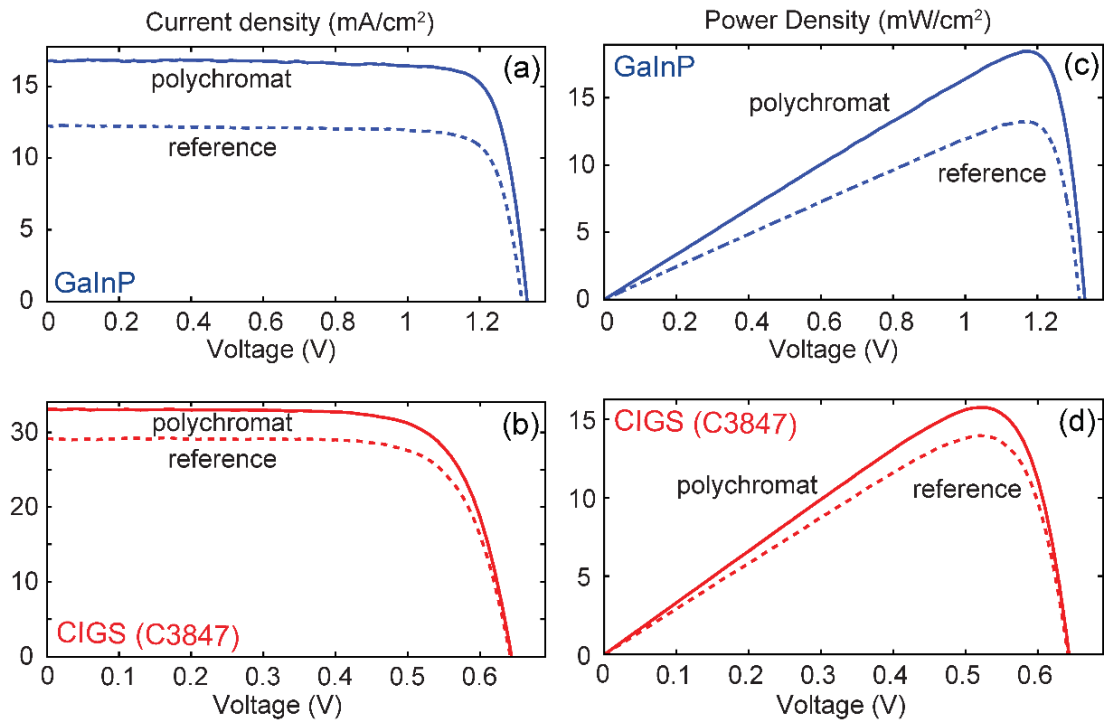 Current density (mA/cm²)
(a)
polychromat
reference
GaInP
15
10
5
0
0 0.2 0.4 0.6 0.8 1 1.2
Voltage (V)
Power Density (mW/cm²)
(c)
GaInP
polychromat
reference
15
10
5
0
0 0.2 0.4 0.6 0.8 1 1.2
Voltage (V)
(b)
polychromat
reference
CIGS (C3847)
30
20
10
0
0 0.1 0.2 0.3 0.4 0.5 0.6
Voltage (V)
CIGS (C3847)
(d)
polychromat
reference
15
10
5
0
0 0.1 0.2 0.3 0.4 0.5 0.6
Voltage (V)